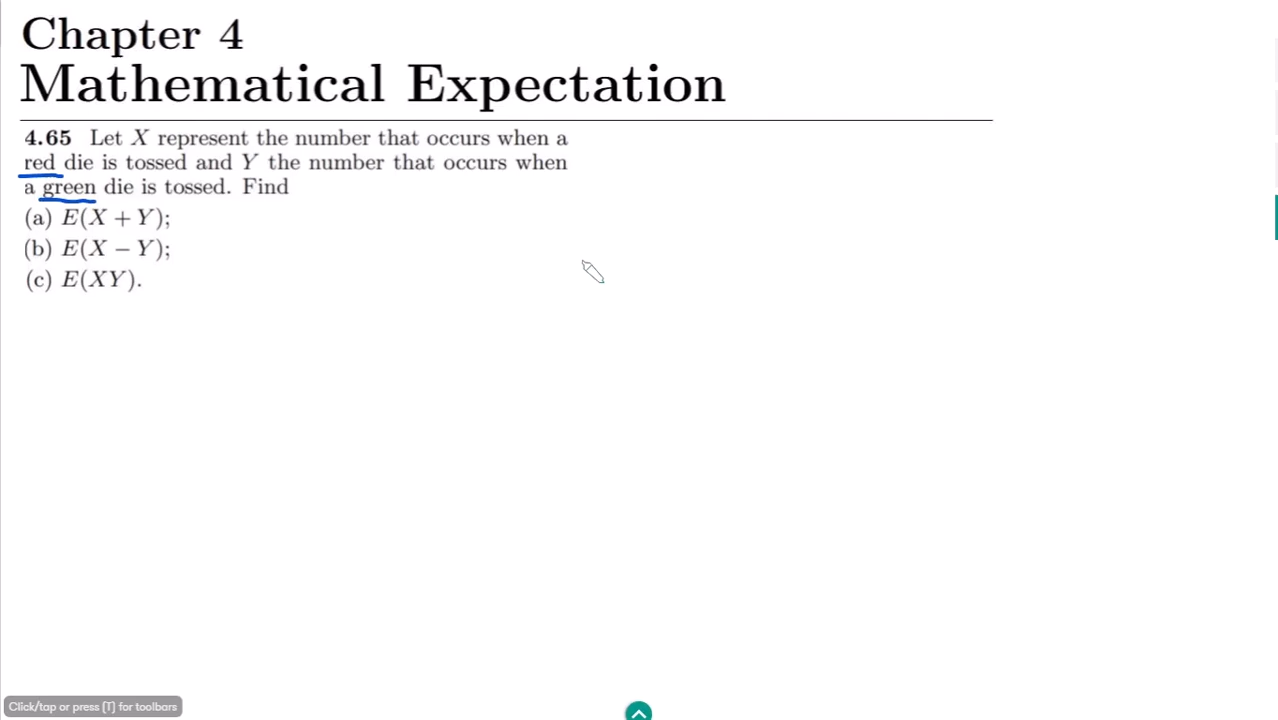 Chapter 4
Mathematical Expectation
4.65 Let X represent the number that occurs when a
red die is tossed and Y the number that occurs when
a green die is tossed. Find
(a) E(X + Y);
(b) E(X − Y);
(c) E(XY).
Click/tap or press [T] for toolbars